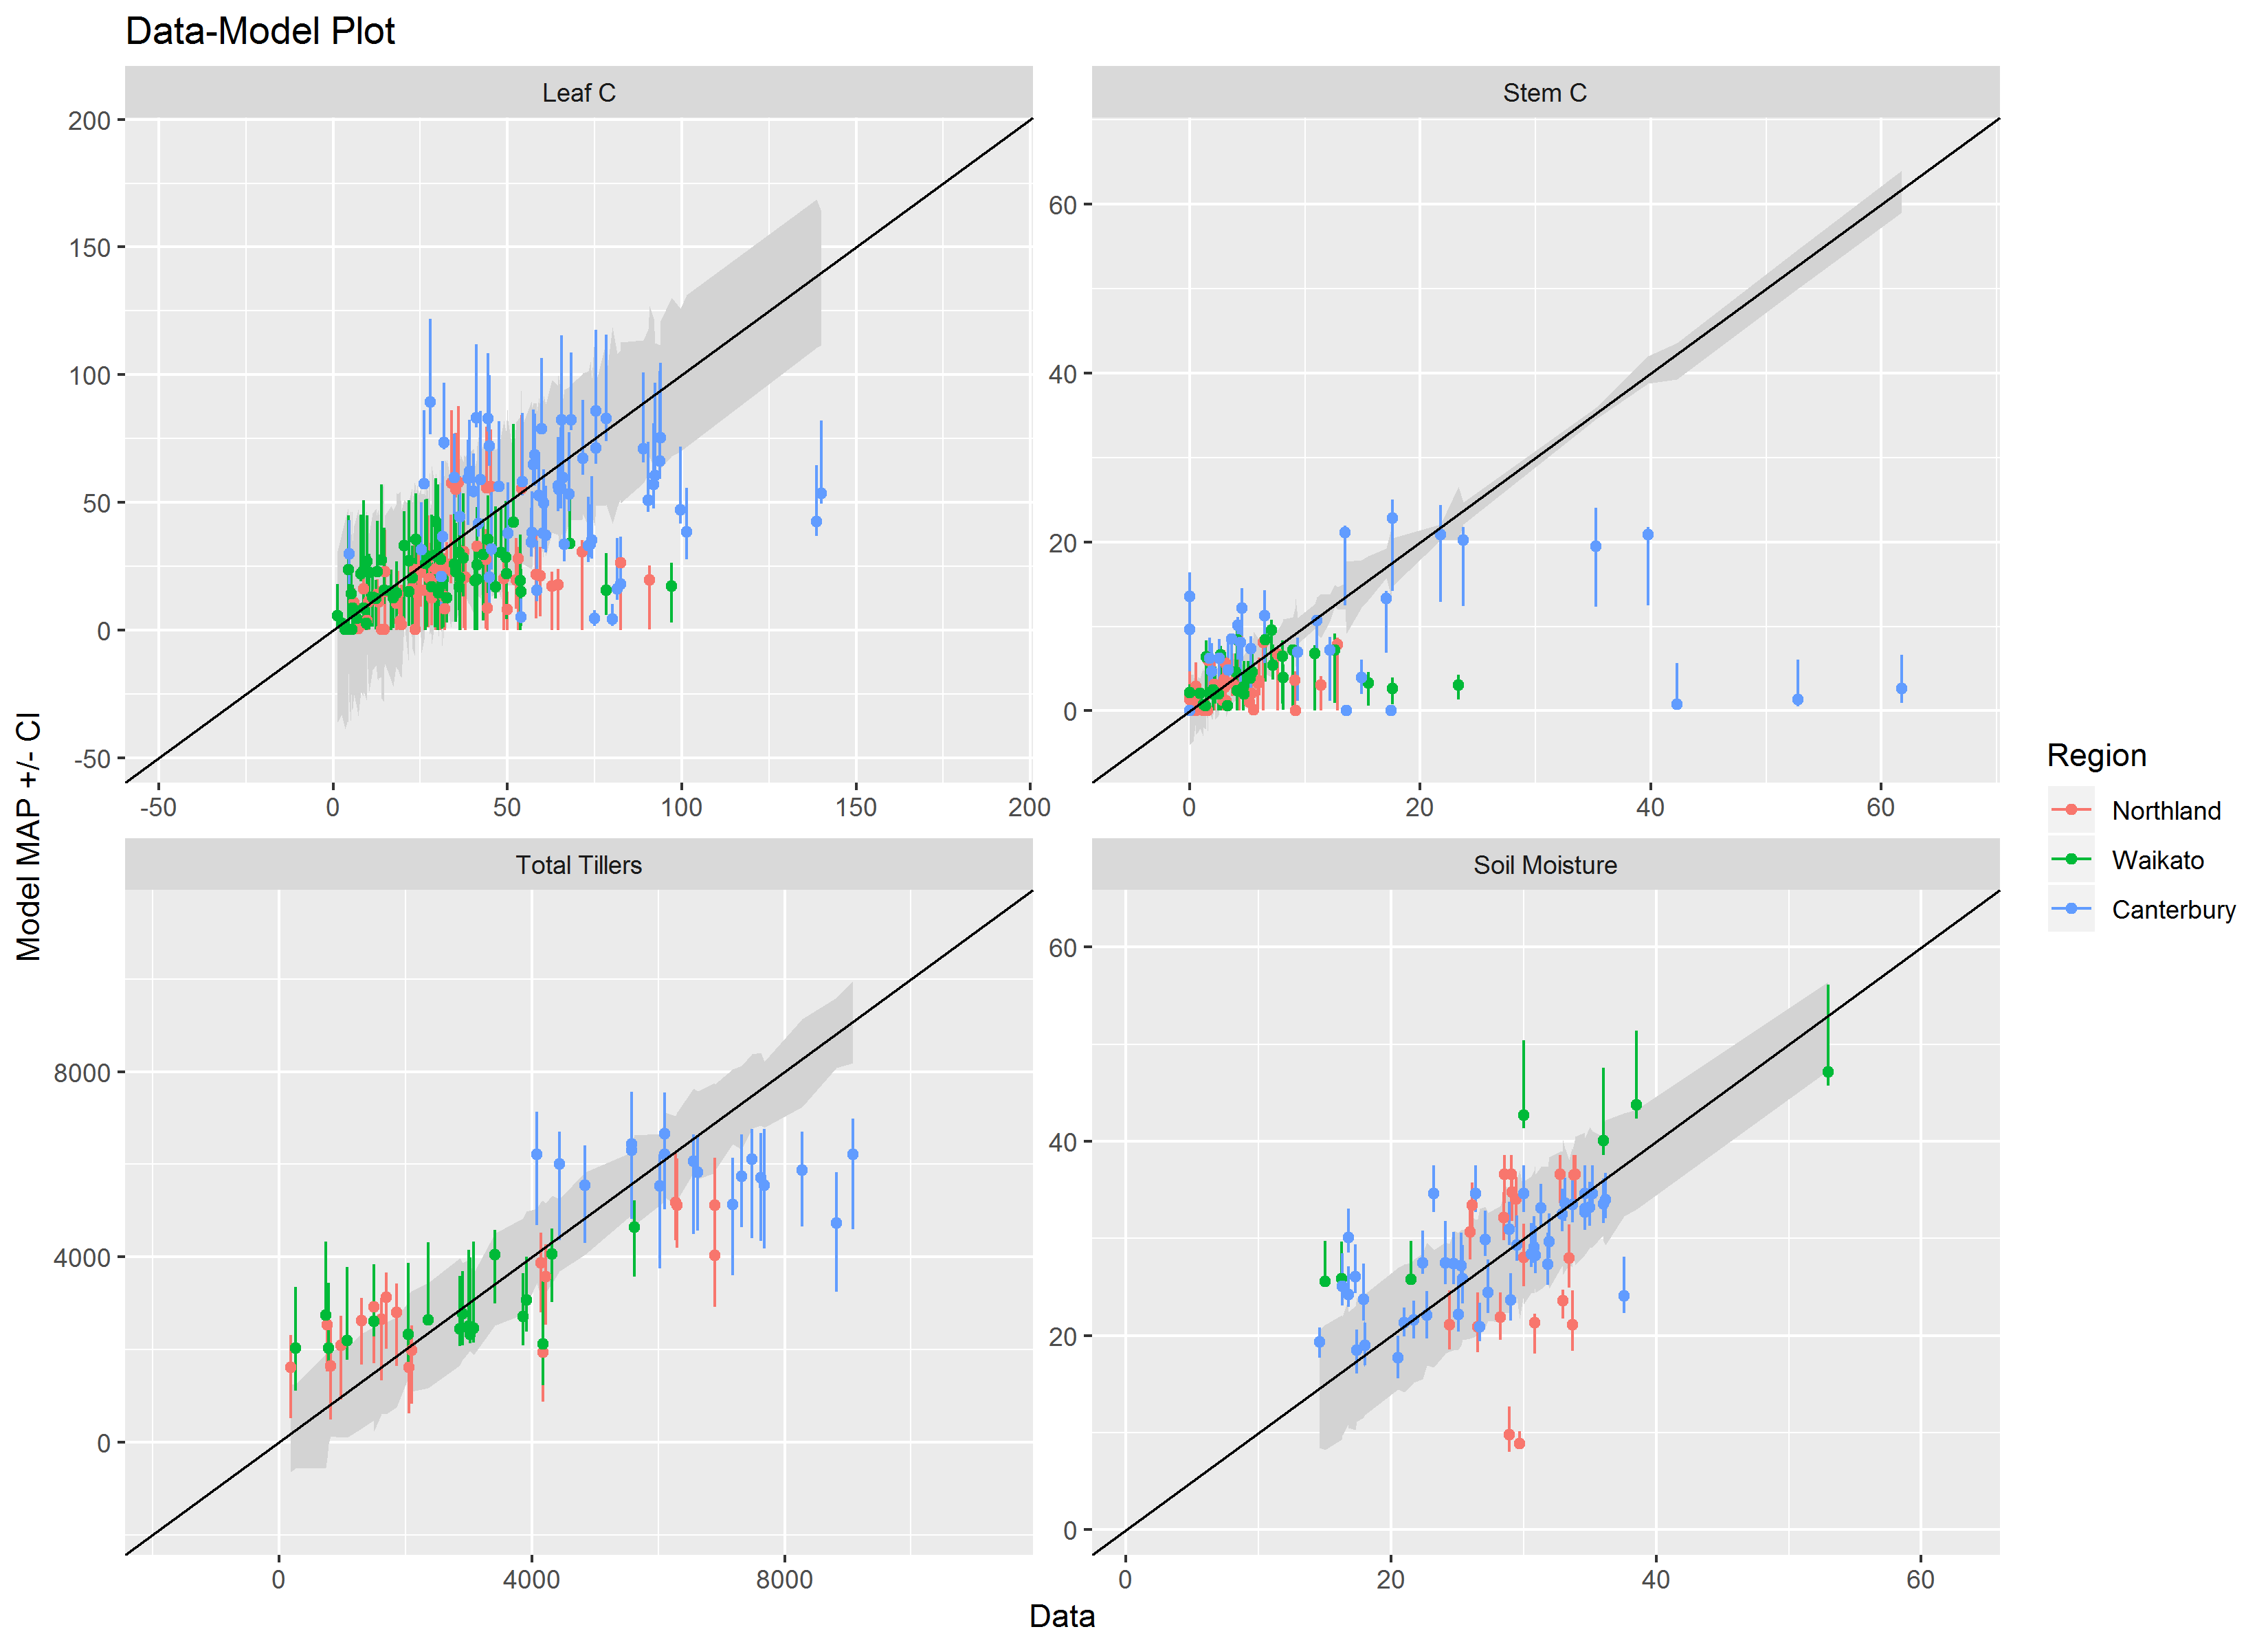 Data-Model Plot
Leaf C
Stem C
200
150
100
50
0
-50
60
40
20
0
-50 0 50 100 150 200
0 20 40 60
Total Tillers
Soil Moisture
8000
4000
0
60
40
20
0
0 4000 8000
0 20 40 60
Model MAP +/- CI
Data
Region
Northland
Waikato
Canterbury